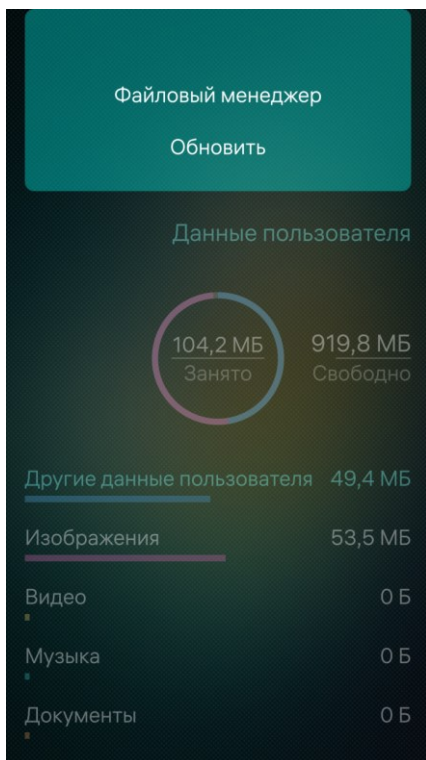 Файловый менеджер
Обновить
Данные пользователя
104,2 МБ
Занято
919,8 МБ
Свободно
Другие данные пользователя 49,4 МБ
Изображения 53,5 МБ
Видео 0 Б
Музыка 0 Б
Документы 0 Б